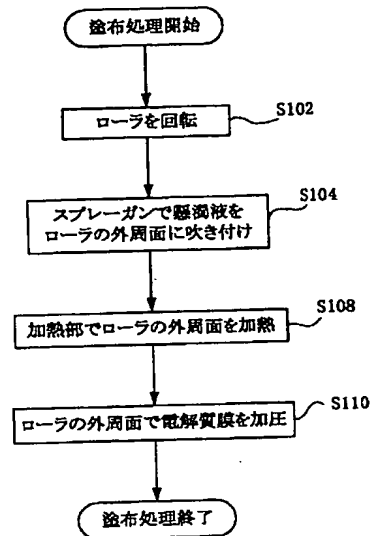 塗布処理開始
ローラを回転
S102
スプレーガンで懸濁液を
ローラの外周面に吹き付け
S104
加熱部でローラの外周面を加熱
S108
ローラの外周面で電解質膜を加圧
S110
塗布処理終了